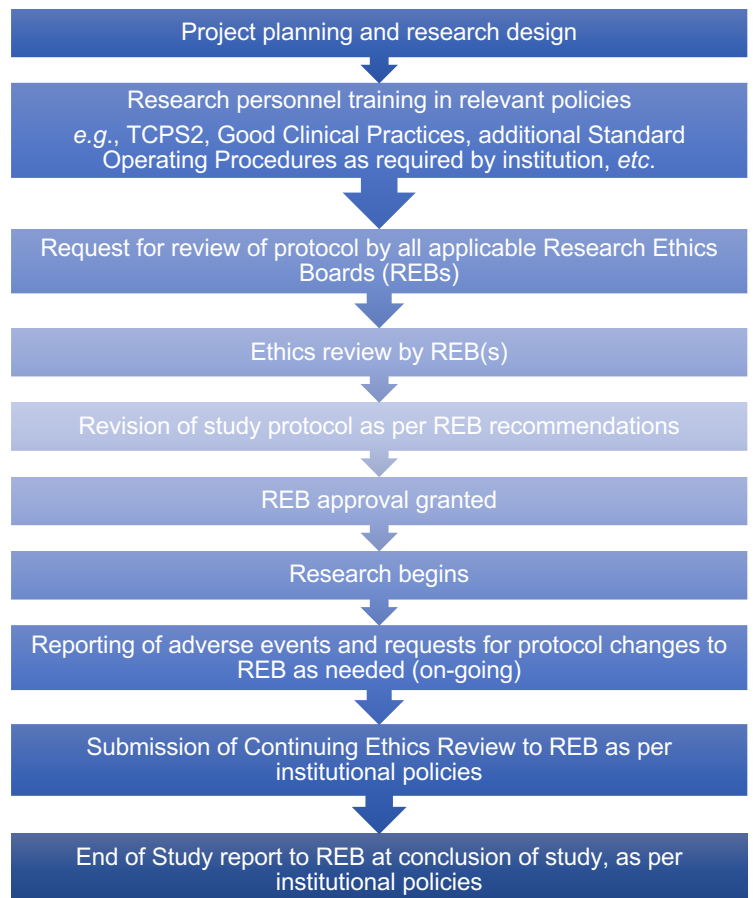 Project planning and research design
Research personnel training in relevant policies
e.g., TCPS2, Good Clinical Practices, additional Standard
Operating Procedures as required by institution, etc.
Request for review of protocol by all applicable Research Ethics
Boards (REBs)
Ethics review by REB(s)
Revision of study protocol as per REB recommendations
REB approval granted
Research begins
Reporting of adverse events and requests for protocol changes to
REB as needed (on-going)
Submission of Continuing Ethics Review to REB as per
institutional policies
End of Study report to REB at conclusion of study, as per
institutional policies